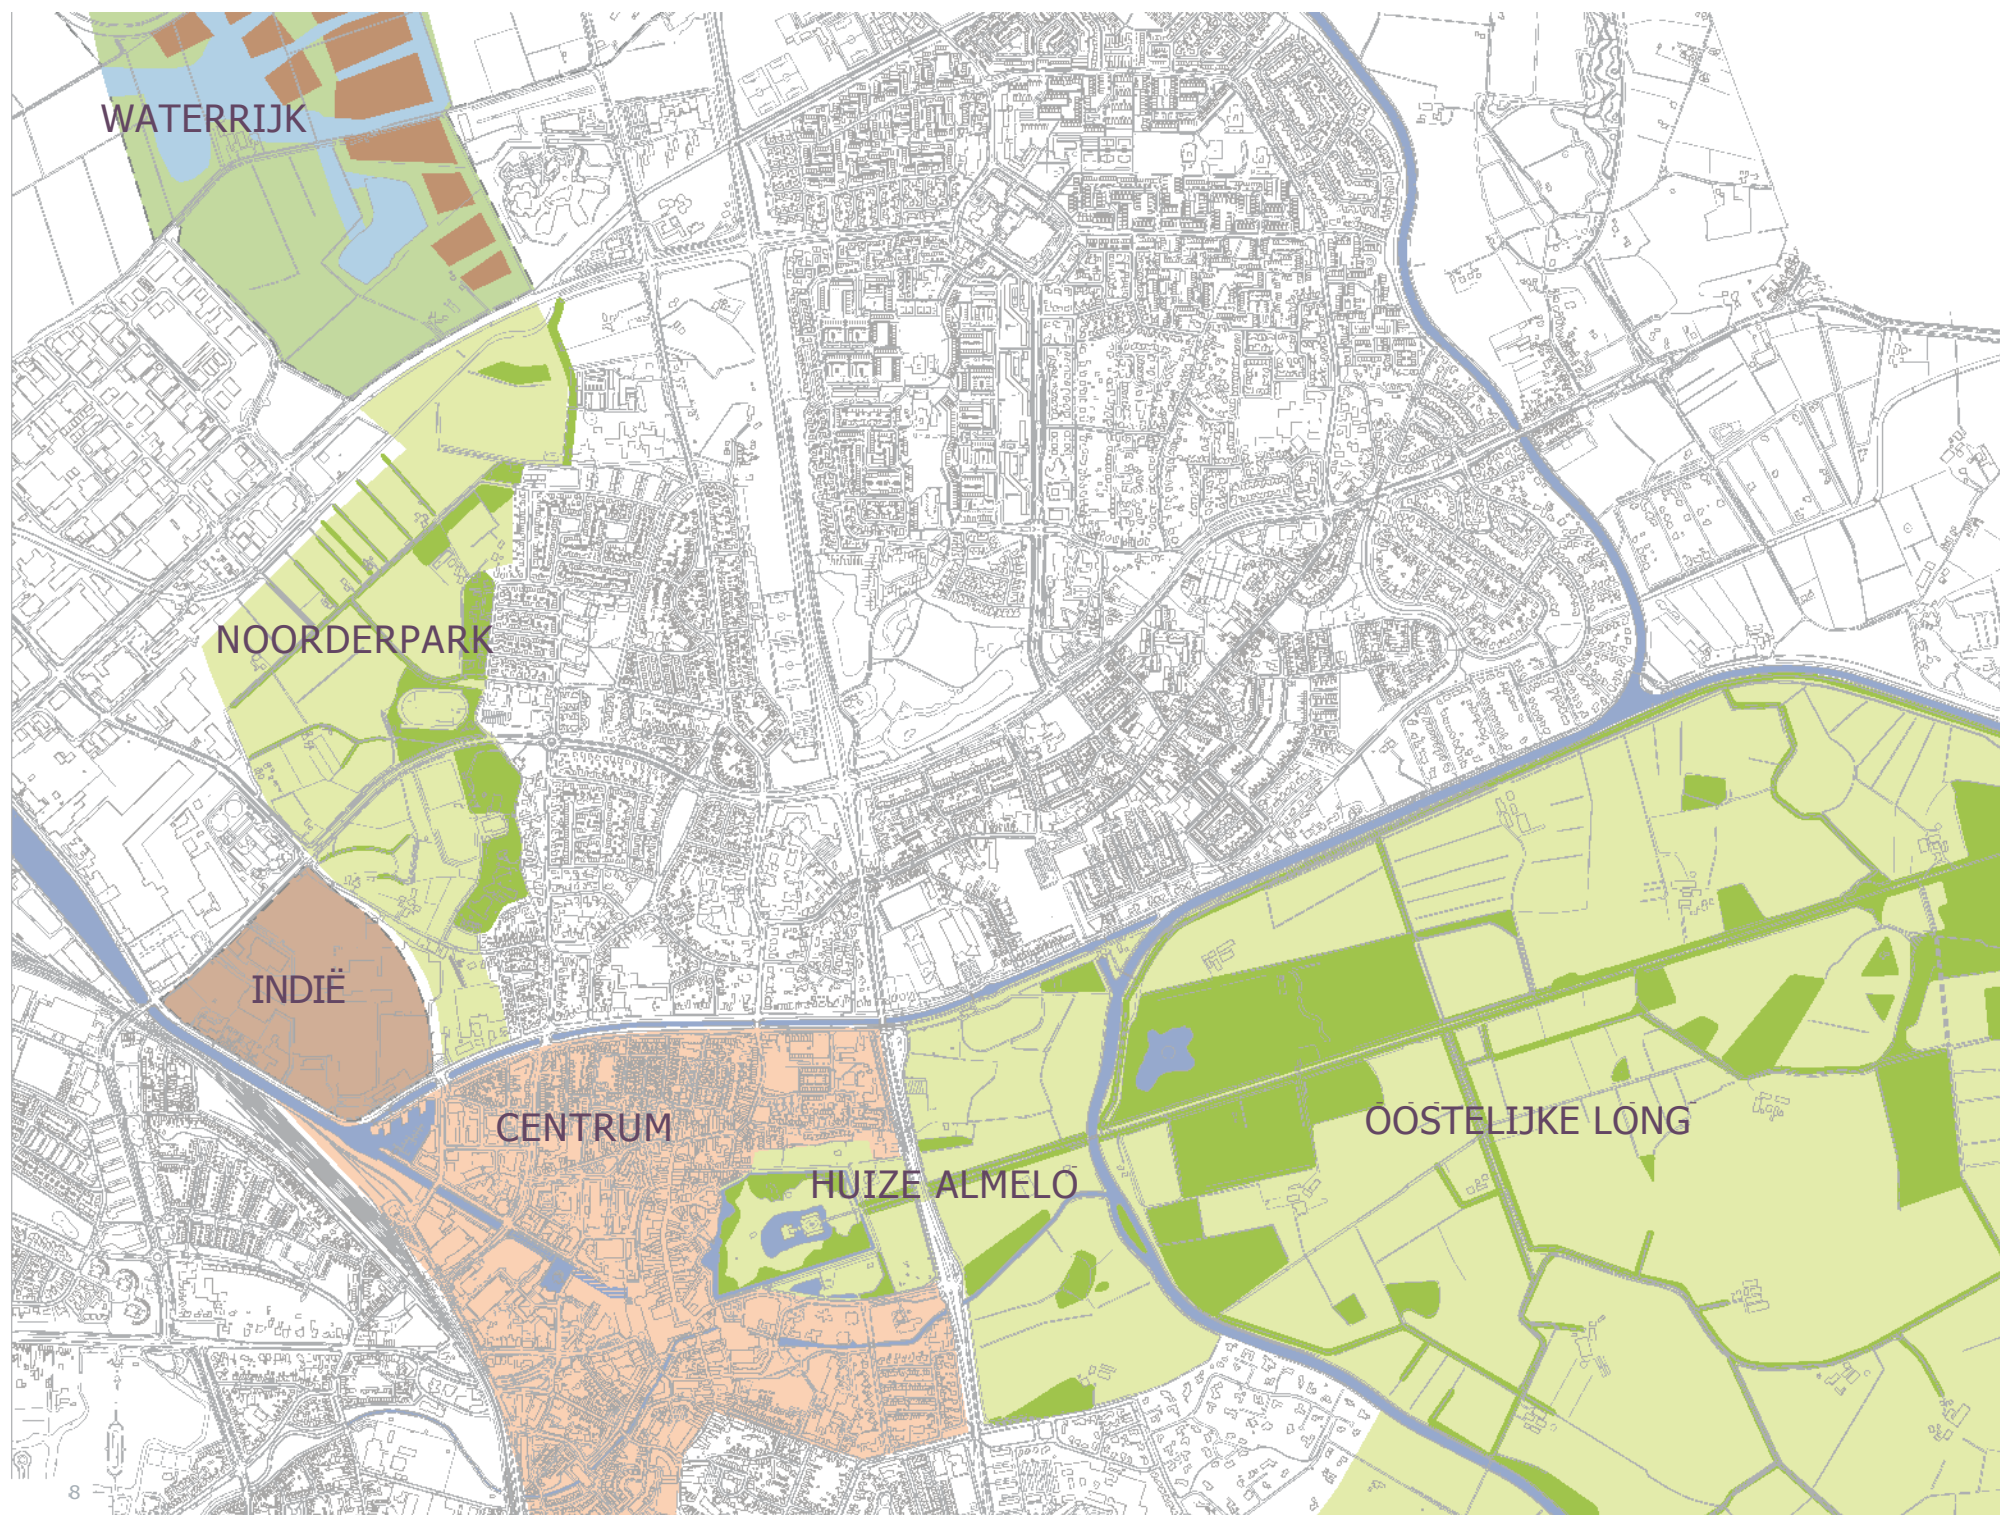 WATERRIJK
NOORDERPARK
INDIË
CENTRUM
OOSTELIJKE LONG
HUIZE ALMELO
8